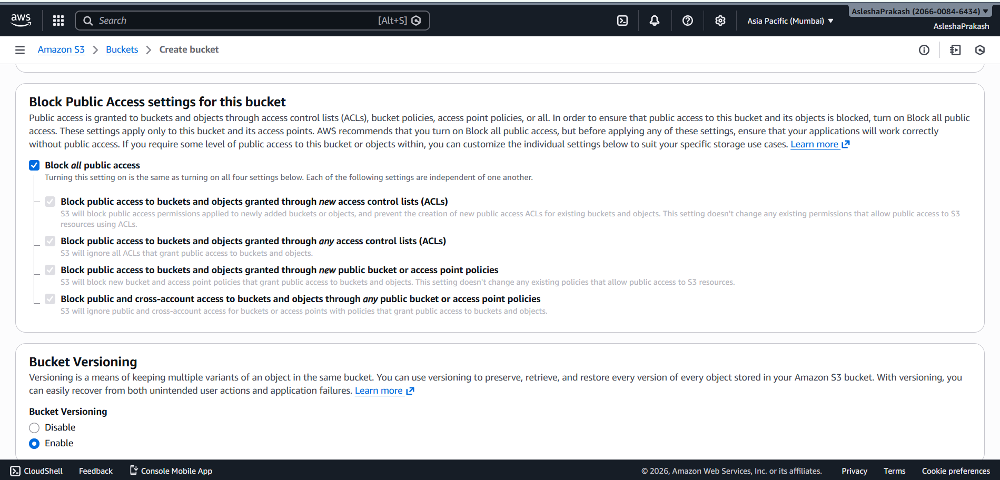 aws
Search [Alt+S]
Asia Pacific (Mumbai)
AsleshaPrakash (2066-0084-6434)
AsleshaPrakash
Amazon S3 > Buckets > Create bucket
Block Public Access settings for this bucket
Public access is granted to buckets and objects through access control lists (ACLs), bucket policies, access point policies, or all. In order to ensure that public access to this bucket and its objects is blocked, turn on Block all public
access. These settings apply only to this bucket and its access points. AWS recommends that you turn on Block all public access, but before applying any of these settings, ensure that your applications will work correctly
without public access. If you require some level of public access to this bucket or objects within, you can customize the individual settings below to suit your specific storage use cases. Learn more
Block all public access
Turning this setting on is the same as turning on all four settings below. Each of the following settings are independent of one another.
Block public access to buckets and objects granted through new access control lists (ACLs)
S3 will block public access permissions applied to newly added buckets or objects, and prevent the creation of new public access ACLs for existing buckets and objects. This setting doesn't change any existing permissions that allow public access to S3
resources using ACLs.
Block public access to buckets and objects granted through any access control lists (ACLs)
S3 will ignore all ACLs that grant public access to buckets and objects.
Block public access to buckets and objects granted through new public bucket or access point policies
S3 will block new bucket and access point policies that grant public access to buckets and objects. This setting doesn't change any existing policies that allow public access to S3 resources.
Block public and cross-account access to buckets and objects through any public bucket or access point policies
S3 will ignore public and cross-account access for buckets or access points with policies that grant public access to buckets and objects.
Bucket Versioning
Versioning is a means of keeping multiple variants of an object in the same bucket. You can use versioning to preserve, retrieve, and restore every version of every object stored in your Amazon S3 bucket. With versioning, you
can easily recover from both unintended user actions and application failures. Learn more
Bucket Versioning
Disable
Enable
CloudShell Feedback Console Mobile App © 2026, Amazon Web Services, Inc. or its affiliates. Privacy Terms Cookie preferences